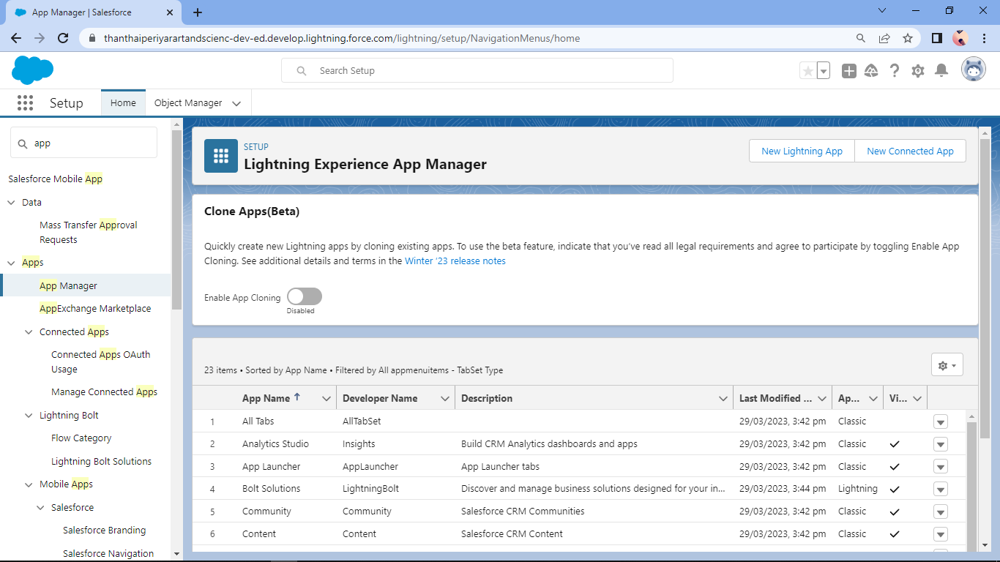 App Manager | Salesforce
thanthaiperiyarartandscienc-dev-ed.develop.lightning.force.com/lightning/setup/NavigationMenus/home
Search Setup
Setup
Home
Object Manager
app
Salesforce Mobile App
Data
Mass Transfer Approval
Requests
Apps
App Manager
AppExchange Marketplace
Connected Apps
Connected Apps OAuth
Usage
Manage Connected Apps
Lightning Bolt
Flow Category
Lightning Bolt Solutions
Mobile Apps
Salesforce
Salesforce Branding
Salesforce Navigation
SETUP
Lightning Experience App Manager
New Lightning App
New Connected App
Clone Apps(Beta)
Quickly create new Lightning apps by cloning existing apps. To use the beta feature, indicate that you’ve read all legal requirements and agree to participate by toggling Enable App
Cloning. See additional details and terms in the Winter ’23 release notes
Enable App Cloning
Disabled
23 items • Sorted by App Name • Filtered by All appmenuitems - TabSet Type
App Name Developer Name Description Last Modified ... Ap... Vi...
1 All Tabs AllTabSet 29/03/2023, 3:42 pm Classic
2 Analytics Studio Insights Build CRM Analytics dashboards and apps 29/03/2023, 3:42 pm Classic
3 App Launcher AppLauncher App Launcher tabs 29/03/2023, 3:42 pm Classic
4 Bolt Solutions LightningBolt Discover and manage business solutions designed for your in... 29/03/2023, 3:44 pm Lightning
5 Community Community Salesforce CRM Communities 29/03/2023, 3:42 pm Classic
6 Content Content Salesforce CRM Content 29/03/2023, 3:42 pm Classic